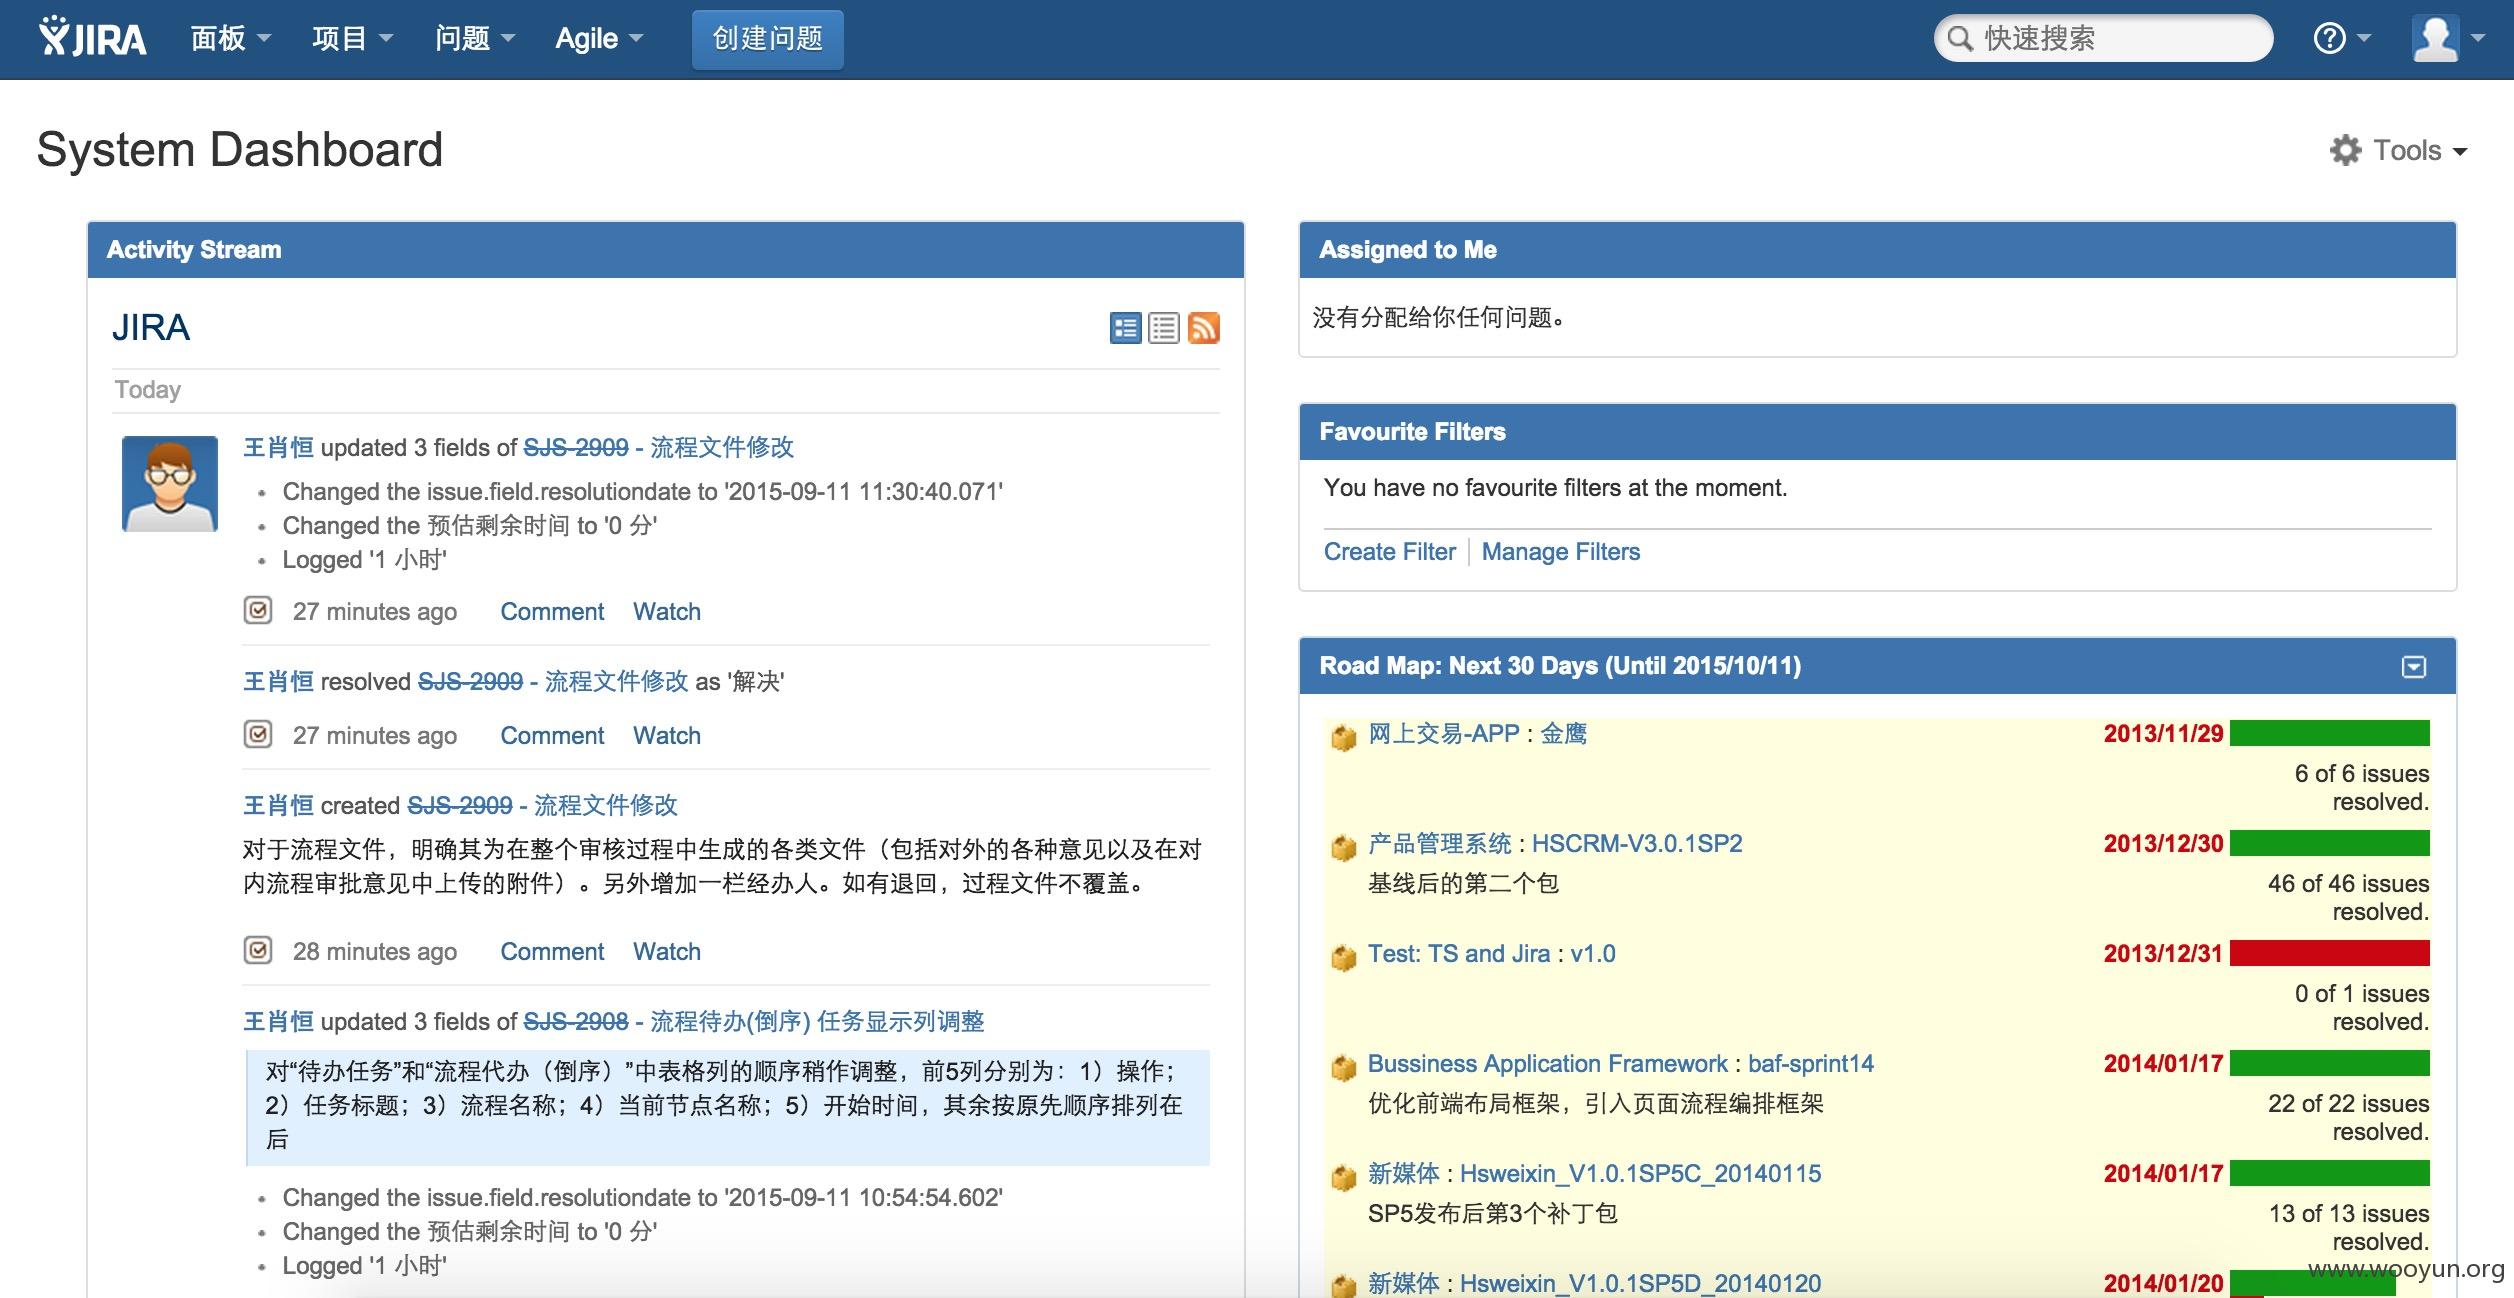 JIRA 面板 项目 问题 Agile 创建问题 快速搜索
System Dashboard
Tools
Activity Stream
JIRA
Today
王肖恒 updated 3 fields of SJS-2909 - 流程文件修改
Changed the issue.field.resolutiondate to '2015-09-11 11:30:40.071'
Changed the 预估剩余时间 to '0 分'
Logged '1 小时'
27 minutes ago Comment Watch
王肖恒 resolved SJS-2909 - 流程文件修改 as '解决'
27 minutes ago Comment Watch
王肖恒 created SJS-2909 - 流程文件修改
对于流程文件，明确其为在整个审核过程中生成的各类文件（包括对外的各种意见以及在对
内流程审批意见中上传的附件）。另外增加一栏经办人。如有退回，过程文件不覆盖。
28 minutes ago Comment Watch
王肖恒 updated 3 fields of SJS-2908 - 流程待办(倒序) 任务显示列调整
对“待办任务”和“流程代办（倒序）”中表格列的顺序稍作调整，前5列分别为：1）操作；
2）任务标题；3）流程名称；4）当前节点名称；5）开始时间，其余按原先顺序排列在
后
Changed the issue.field.resolutiondate to '2015-09-11 10:54:54.602'
Changed the 预估剩余时间 to '0 分'
Logged '1 小时'
Assigned to Me
没有分配给你任何问题。
Favourite Filters
You have no favourite filters at the moment.
Create Filter Manage Filters
Road Map: Next 30 Days (Until 2015/10/11)
网上交易-APP : 金鹰 2013/11/29
6 of 6 issues
resolved.
产品管理系统 : HSCRM-V3.0.1SP2 2013/12/30
基线后的第二个包 46 of 46 issues
resolved.
Test: TS and Jira : v1.0 2013/12/31
0 of 1 issues
resolved.
Bussiness Application Framework : baf-sprint14 2014/01/17
优化前端布局框架，引入页面流程编排框架 22 of 22 issues
resolved.
新媒体 : Hsweixin_V1.0.1SP5C_20140115 2014/01/17
SP5发布后第3个补丁包 13 of 13 issues
resolved.
新媒体 : Hsweixin_V1.0.1SP5D_20140120 2014/01/20
www.wooyun.org